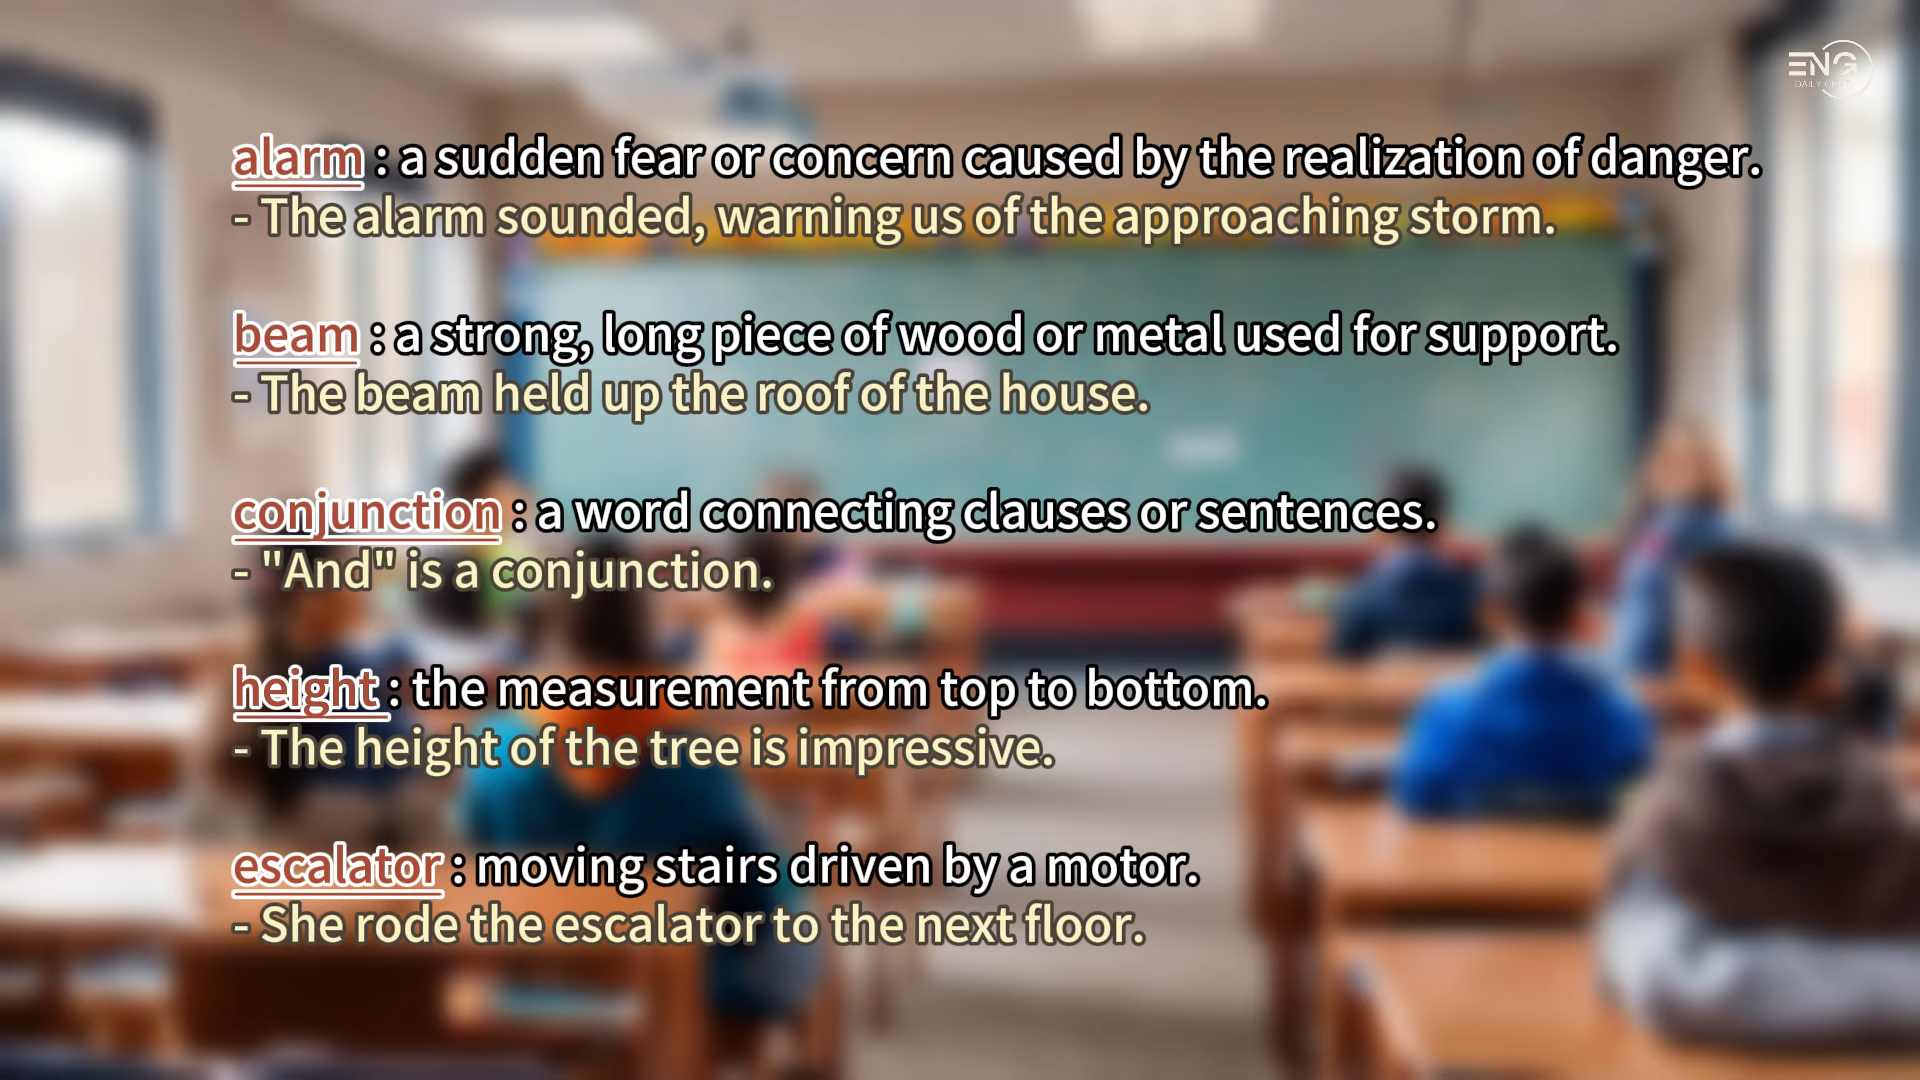 ENG
DAILY
alarm : a sudden fear or concern caused by the realization of danger.
- The alarm sounded, warning us of the approaching storm.
beam : a strong, long piece of wood or metal used for support.
- The beam held up the roof of the house.
conjunction : a word connecting clauses or sentences.
- "And" is a conjunction.
height : the measurement from top to bottom.
- The height of the tree is impressive.
escalator : moving stairs driven by a motor.
- She rode the escalator to the next floor.